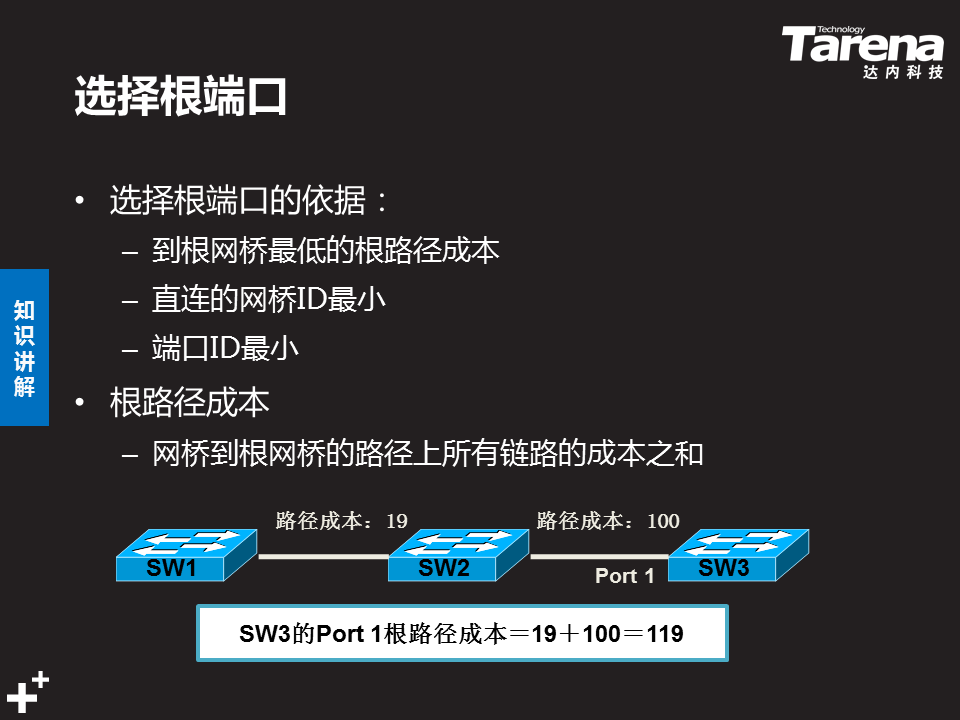 Technology
Tarena
达内科技
选择根端口
• 选择根端口的依据：
– 到根网桥最低的根路径成本
– 直连的网桥ID最小
– 端口ID最小
• 根路径成本
– 网桥到根网桥的路径上所有链路的成本之和
知识讲解
路径成本：19
路径成本：100
SW1
SW2
Port 1
SW3
SW3的Port 1根路径成本＝19＋100＝119